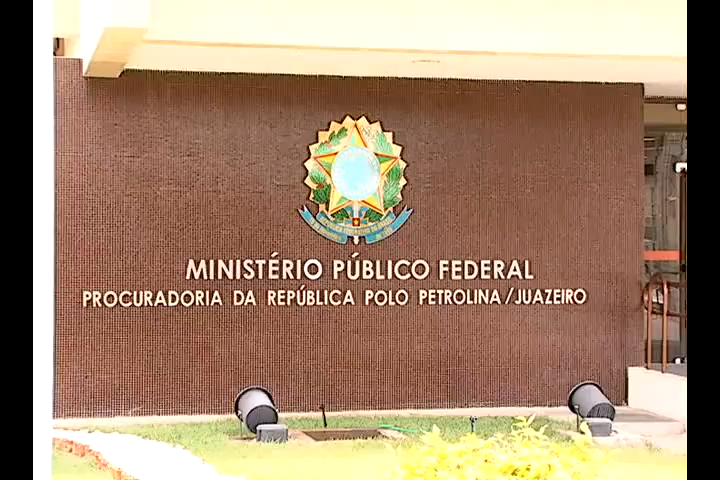 MINISTÉRIO PÚBLICO FEDERAL
PROCURADORIA DA REPÚBLICA POLO PETROLINA/JUAZEIRO